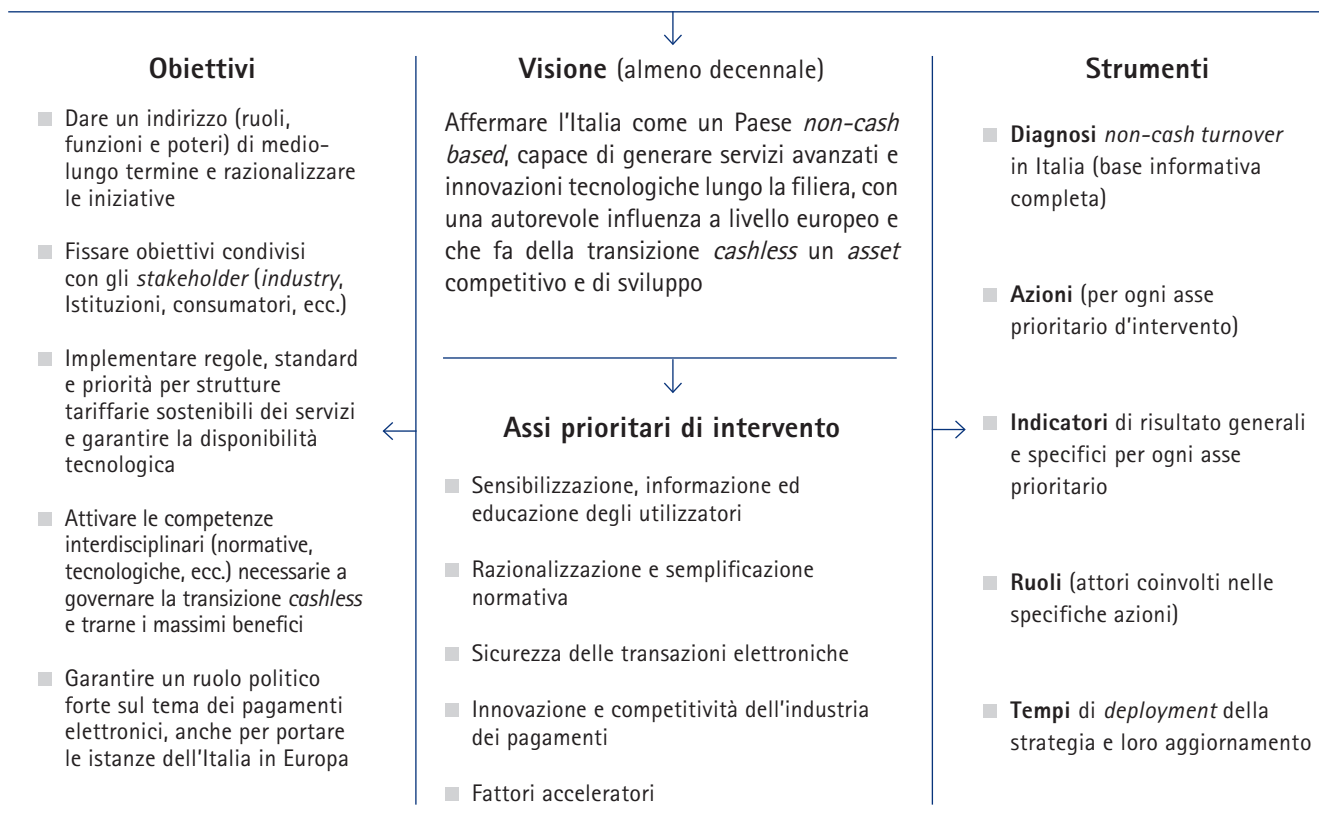 Obiettivi
Dare un indirizzo (ruoli,
funzioni e poteri) di medio-
lungo termine e razionalizzare
le iniziative
Fissare obiettivi condivisi
con gli stakeholder (industry,
Istituzioni, consumatori, ecc.)
Implementare regole, standard
e priorità per strutture
tariffarie sostenibili dei servizi
e garantire la disponibilità
tecnologica
Attivare le competenze
interdisciplinari (normative,
tecnologiche, ecc.) necessarie a
governare la transizione cashless
e trarne i massimi benefici
Garantire un ruolo politico
forte sul tema dei pagamenti
elettronici, anche per portare
le istanze dell'Italia in Europa
Visione (almeno decennale)
Affermare l'Italia come un Paese non-cash
based, capace di generare servizi avanzati e
innovazioni tecnologiche lungo la filiera, con
una autorevole influenza a livello europeo e
che fa della transizione cashless un asset
competitivo e di sviluppo
Assi prioritari di intervento
Sensibilizzazione, informazione ed
educazione degli utilizzatori
Razionalizzazione e semplificazione
normativa
Sicurezza delle transazioni elettroniche
Innovazione e competitività dell'industria
dei pagamenti
Fattori acceleratori
Strumenti
Diagnosi non-cash turnover
in Italia (base informativa
completa)
Azioni (per ogni asse
prioritario d'intervento)
Indicatori di risultato generali
e specifici per ogni asse
prioritario
Ruoli (attori coinvolti nelle
specifiche azioni)
Tempi di deployment della
strategia e loro aggiornamento